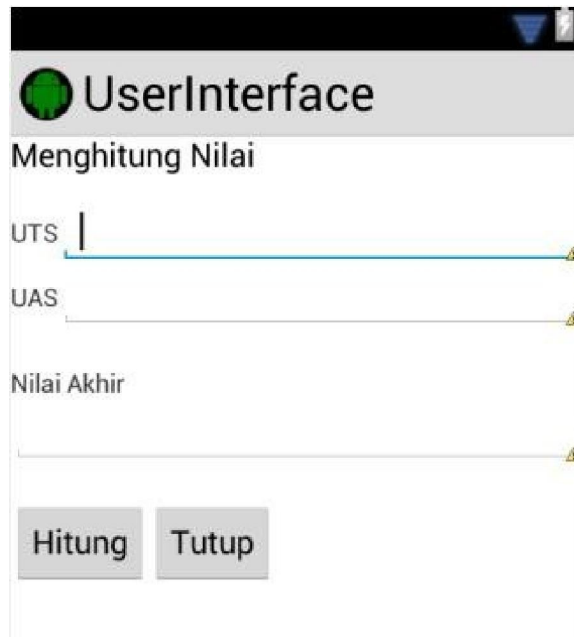 UserInterface
Menghitung Nilai
UTS
UAS
Nilai Akhir
Hitung Tutup